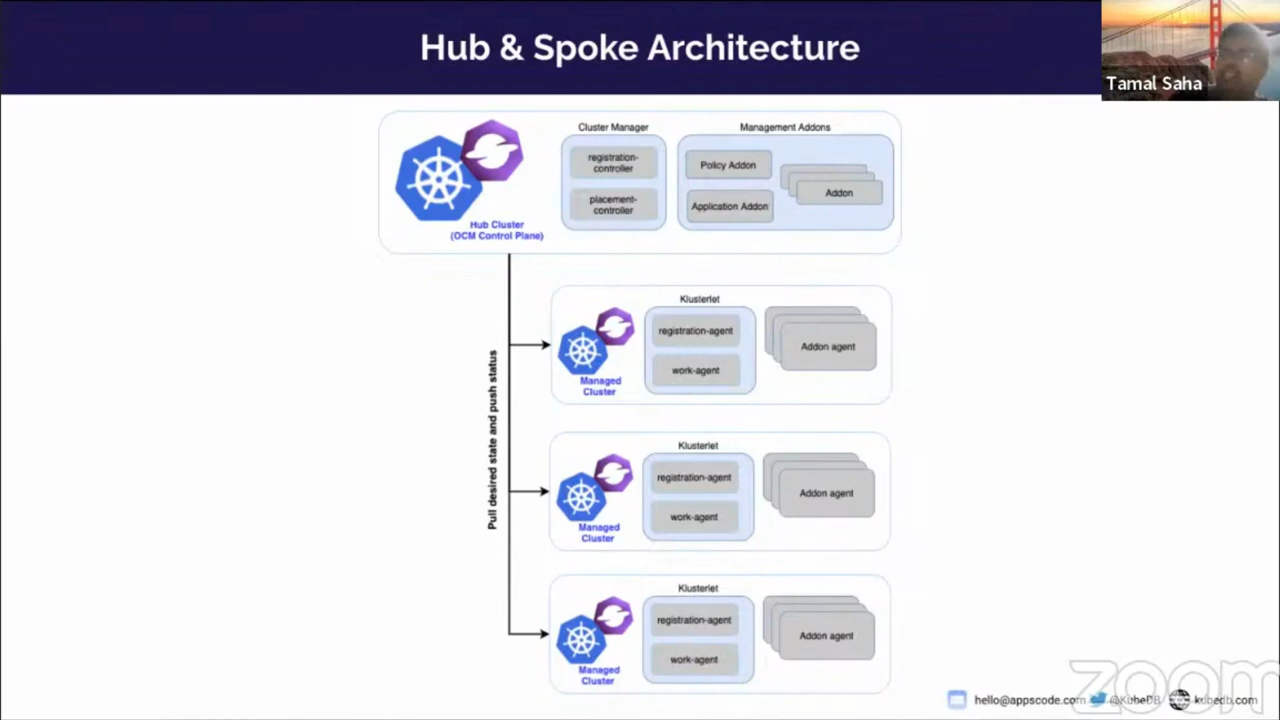 Hub & Spoke Architecture
Tamal Saha
Cluster Manager
Management Addons
registration-
controller
placement-
controller
Policy Addon
Application Addon
Addon
Hub Cluster
(OCM Control Plane)
Pull desired state and push status
Klusterlet
registration-agent
work-agent
Addon agent
Managed
Cluster
Klusterlet
registration-agent
work-agent
Addon agent
Managed
Cluster
Klusterlet
registration-agent
work-agent
Addon agent
Managed
Cluster
hello@appscode.com
@KubeDB
kubedb.com
zoom